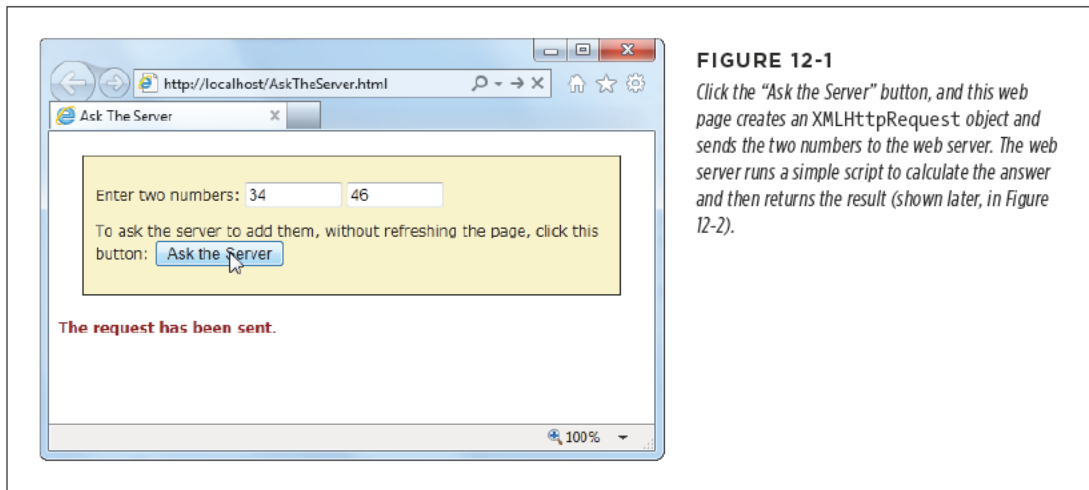 http://localhost/AskTheServer.html
Ask The Server
Enter two numbers: 34 46
To ask the server to add them, without refreshing the page, click this
button: Ask the Server
The request has been sent.
100%
FIGURE 12-1
Click the “Ask the Server” button, and this web
page creates an XMLHttpRequest object and
sends the two numbers to the web server. The web
server runs a simple script to calculate the answer
and then returns the result (shown later, in Figure
12-2).